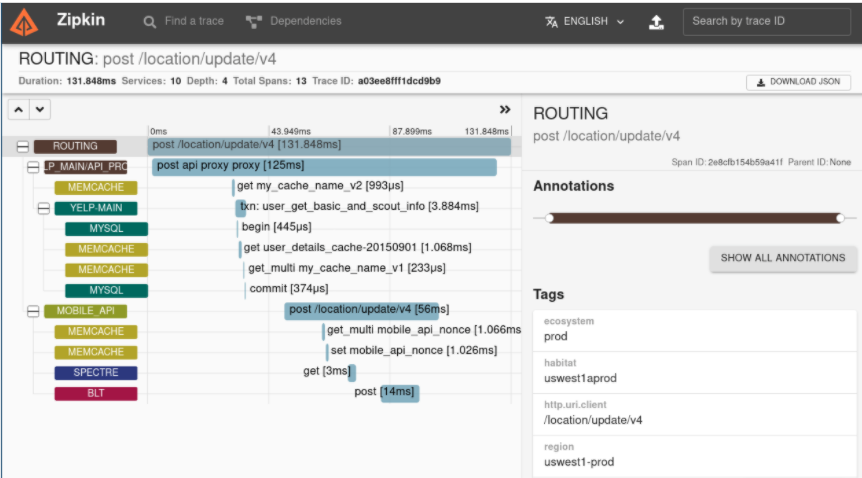 Zipkin Find a trace Dependencies ENGLISH Search by trace ID
ROUTING: post /location/update/v4
Duration: 131.848ms Services: 10 Depth: 4 Total Spans: 13 Trace ID: a03ee8fff1dcd9b9 DOWNLOAD JSON
0ms 43.949ms 87.899ms 131.848ms
ROUTING post /location/update/v4 [131.848ms]
LP_MAIN/API_PRO post api proxy proxy [125ms]
MEMCACHE get my_cache_name_v2 [993µs]
YELP-MAIN txn: user_get_basic_and_scout_info [3.884ms]
MYSQL begin [445µs]
MEMCACHE get user_details_cache-20150901 [1.068ms]
MEMCACHE get_multi my_cache_name_v1 [233µs]
MYSQL commit [374µs]
MOBILE_API post /location/update/v4 [56ms]
MEMCACHE get_multi mobile_api_nonce [1.066ms
MEMCACHE set mobile_api_nonce [1.026ms]
SPECTRE get [3ms]
BLT post [14ms]
ROUTING
post /location/update/v4
Span ID: 2e8cfb154b59a41f Parent ID: None
Annotations
SHOW ALL ANNOTATIONS
Tags
ecosystem
prod
habitat
uswest1aprod
http.uri.client
/location/update/v4
region
uswest1-prod